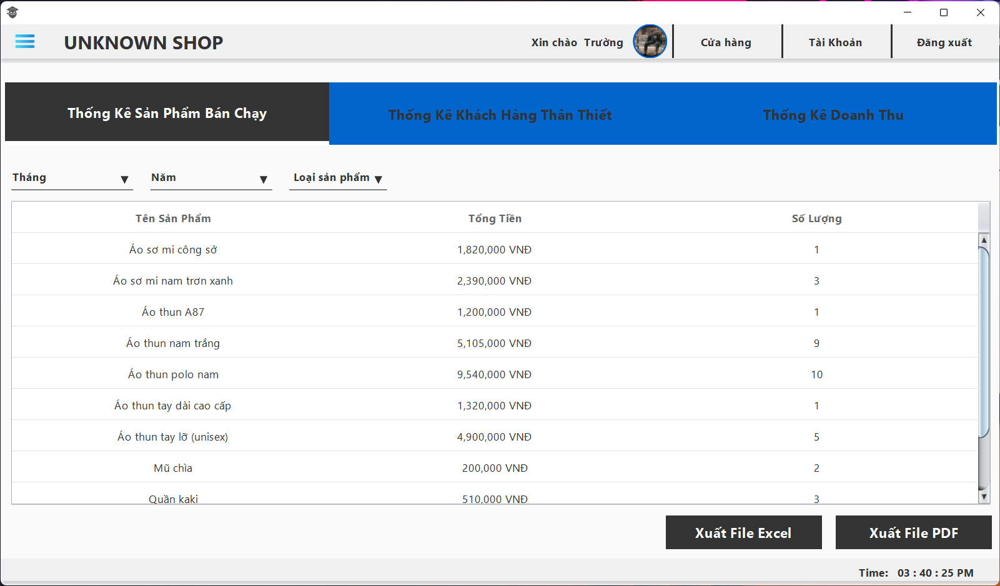 UNKNOWN SHOP
Xin chào Trường
Cửa hàng
Tài Khoản
Đăng xuất
Thống Kê Sản Phẩm Bán Chạy
Thống Kê Khách Hàng Thân Thiết
Thống Kê Doanh Thu
Tháng
Năm
Loại sản phẩm
Tên Sản Phẩm Tổng Tiền Số Lượng
Áo sơ mi công sở 1,820,000 VNĐ 1
Áo sơ mi nam trơn xanh 2,390,000 VNĐ 3
Áo thun A87 1,200,000 VNĐ 1
Áo thun nam trắng 5,105,000 VNĐ 9
Áo thun polo nam 9,540,000 VNĐ 10
Áo thun tay dài cao cấp 1,320,000 VNĐ 1
Áo thun tay lỡ (unisex) 4,900,000 VNĐ 5
Mũ chìa 200,000 VNĐ 2
Quần kaki 510,000 VNĐ 3
Xuất File Excel
Xuất File PDF
Time: 03 : 40 : 25 PM